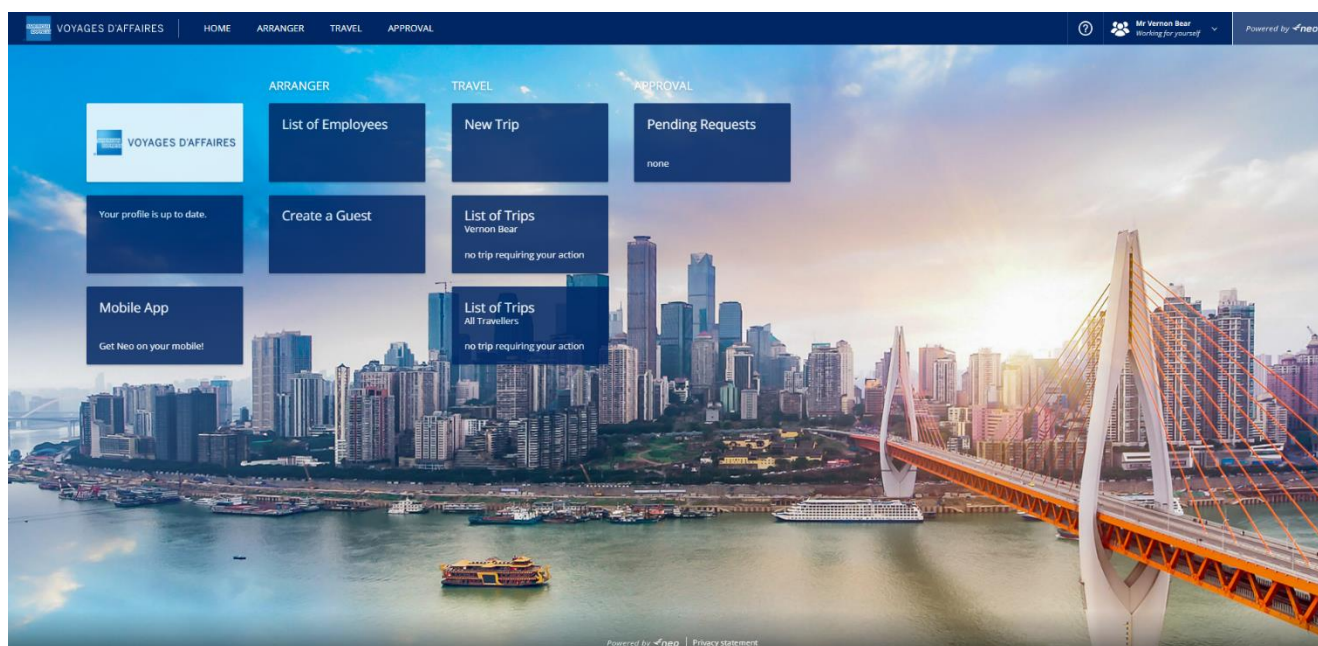 VOYAGES D'AFFAIRES
HOME ARRANGER TRAVEL APPROVAL
Mr Vernon Bear
Working for yourself
Powered by neo
ARRANGER TRAVEL APPROVAL
VOYAGES D'AFFAIRES
List of Employees
New Trip
Pending Requests
none
Your profile is up to date.
Create a Guest
List of Trips
Vernon Bear
no trip requiring your action
Mobile App
Get Neo on your mobile!
List of Trips
All Travellers
no trip requiring your action
Powered by neo | Privacy statement